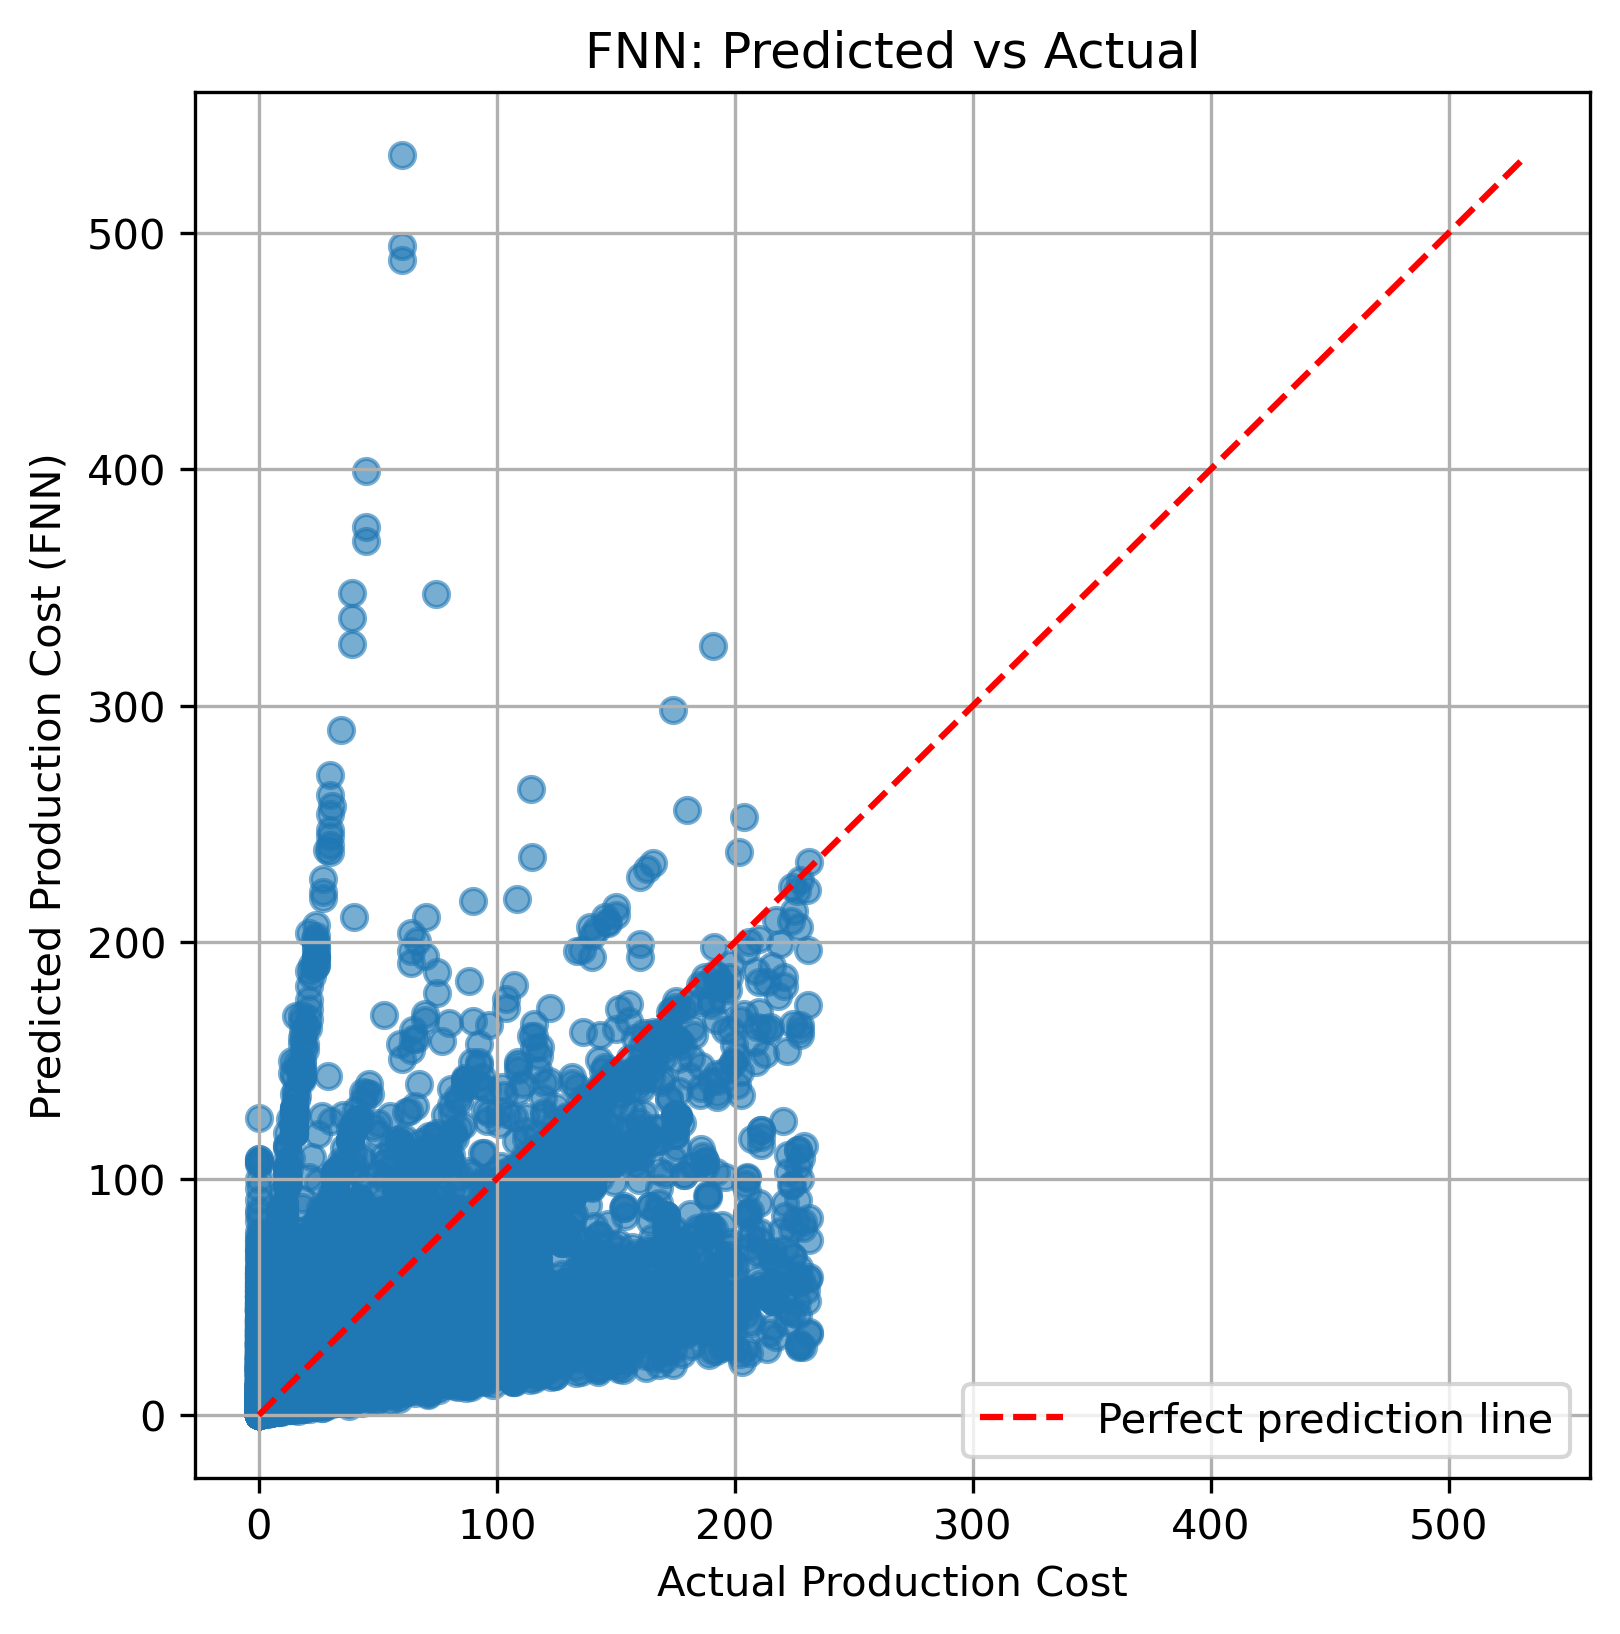 FNN: Predicted vs Actual
Predicted Production Cost (FNN)
500
400
300
200
100
0
Perfect prediction line
0 100 200 300 400 500
Actual Production Cost